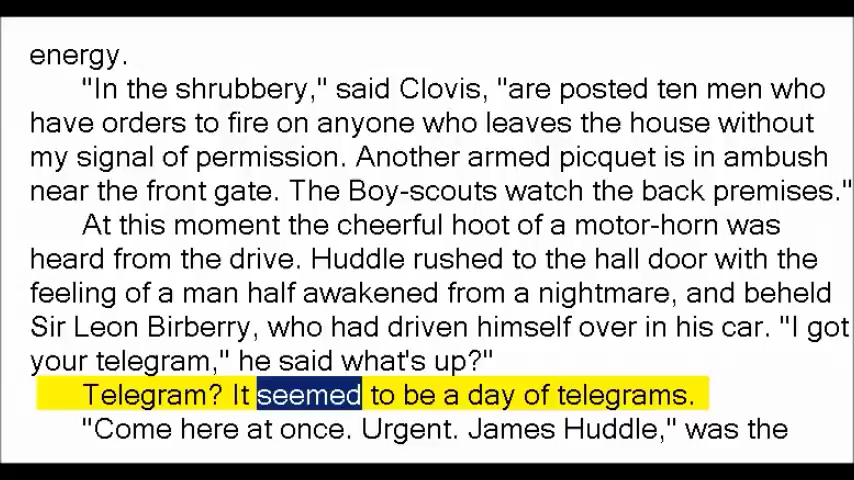 energy.
"In the shrubbery," said Clovis, "are posted ten men who
have orders to fire on anyone who leaves the house without
my signal of permission. Another armed picquet is in ambush
near the front gate. The Boy-scouts watch the back premises."
At this moment the cheerful hoot of a motor-horn was
heard from the drive. Huddle rushed to the hall door with the
feeling of a man half awakened from a nightmare, and beheld
Sir Leon Birberry, who had driven himself over in his car. "I got
your telegram," he said what's up?"
Telegram? It seemed to be a day of telegrams.
"Come here at once. Urgent. James Huddle," was the